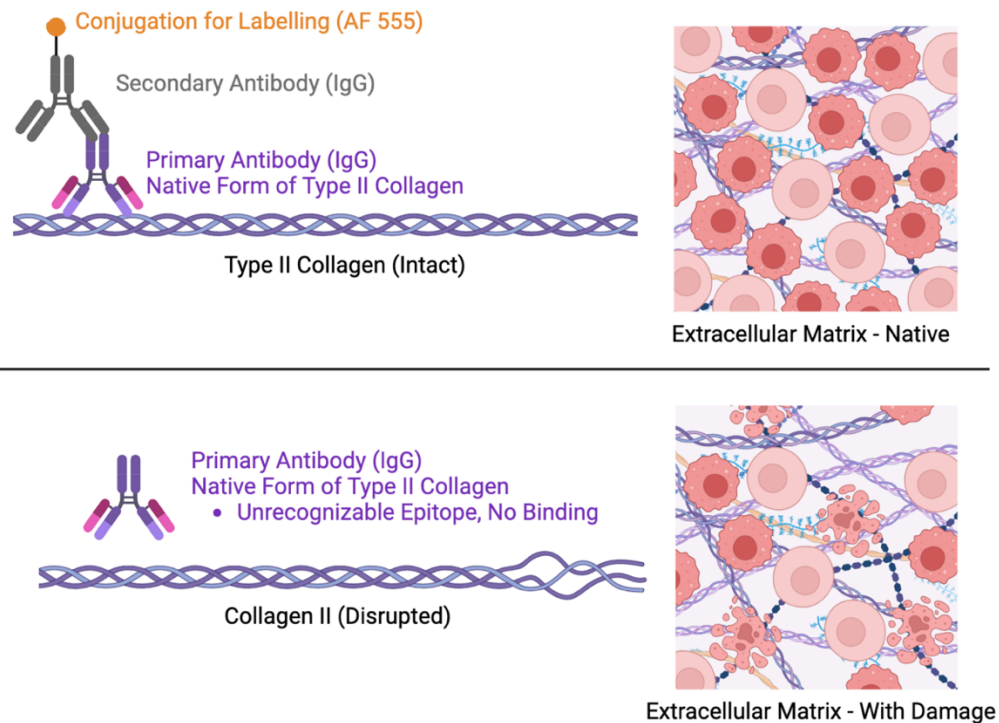 Conjugation for Labelling (AF 555)
Secondary Antibody (IgG)
Primary Antibody (IgG)
Native Form of Type II Collagen
Type II Collagen (Intact)
Extracellular Matrix - Native
Primary Antibody (IgG)
Native Form of Type II Collagen
• Unrecognizable Epitope, No Binding
Collagen II (Disrupted)
Extracellular Matrix - With Damage